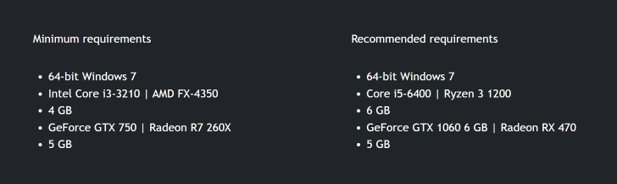 Minimum requirements
• 64-bit Windows 7
• Intel Core i3-3210 | AMD FX-4350
• 4 GB
• GeForce GTX 750 | Radeon R7 260X
• 5 GB
Recommended requirements
• 64-bit Windows 7
• Core i5-6400 | Ryzen 3 1200
• 6 GB
• GeForce GTX 1060 6 GB | Radeon RX 470
• 5 GB